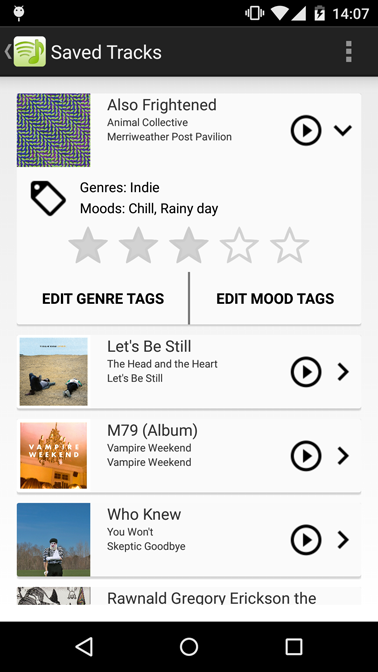 14:07
Saved Tracks
Also Frightened
Animal Collective
Merriweather Post Pavilion
Genres: Indie
Moods: Chill, Rainy day
EDIT GENRE TAGS
EDIT MOOD TAGS
Let's Be Still
The Head and the Heart
Let's Be Still
VAMPIRE
WEEKEND
M79 (Album)
Vampire Weekend
Vampire Weekend
Who Knew
You Won't
Skeptic Goodbye
Rawnald Gregory Erickson the